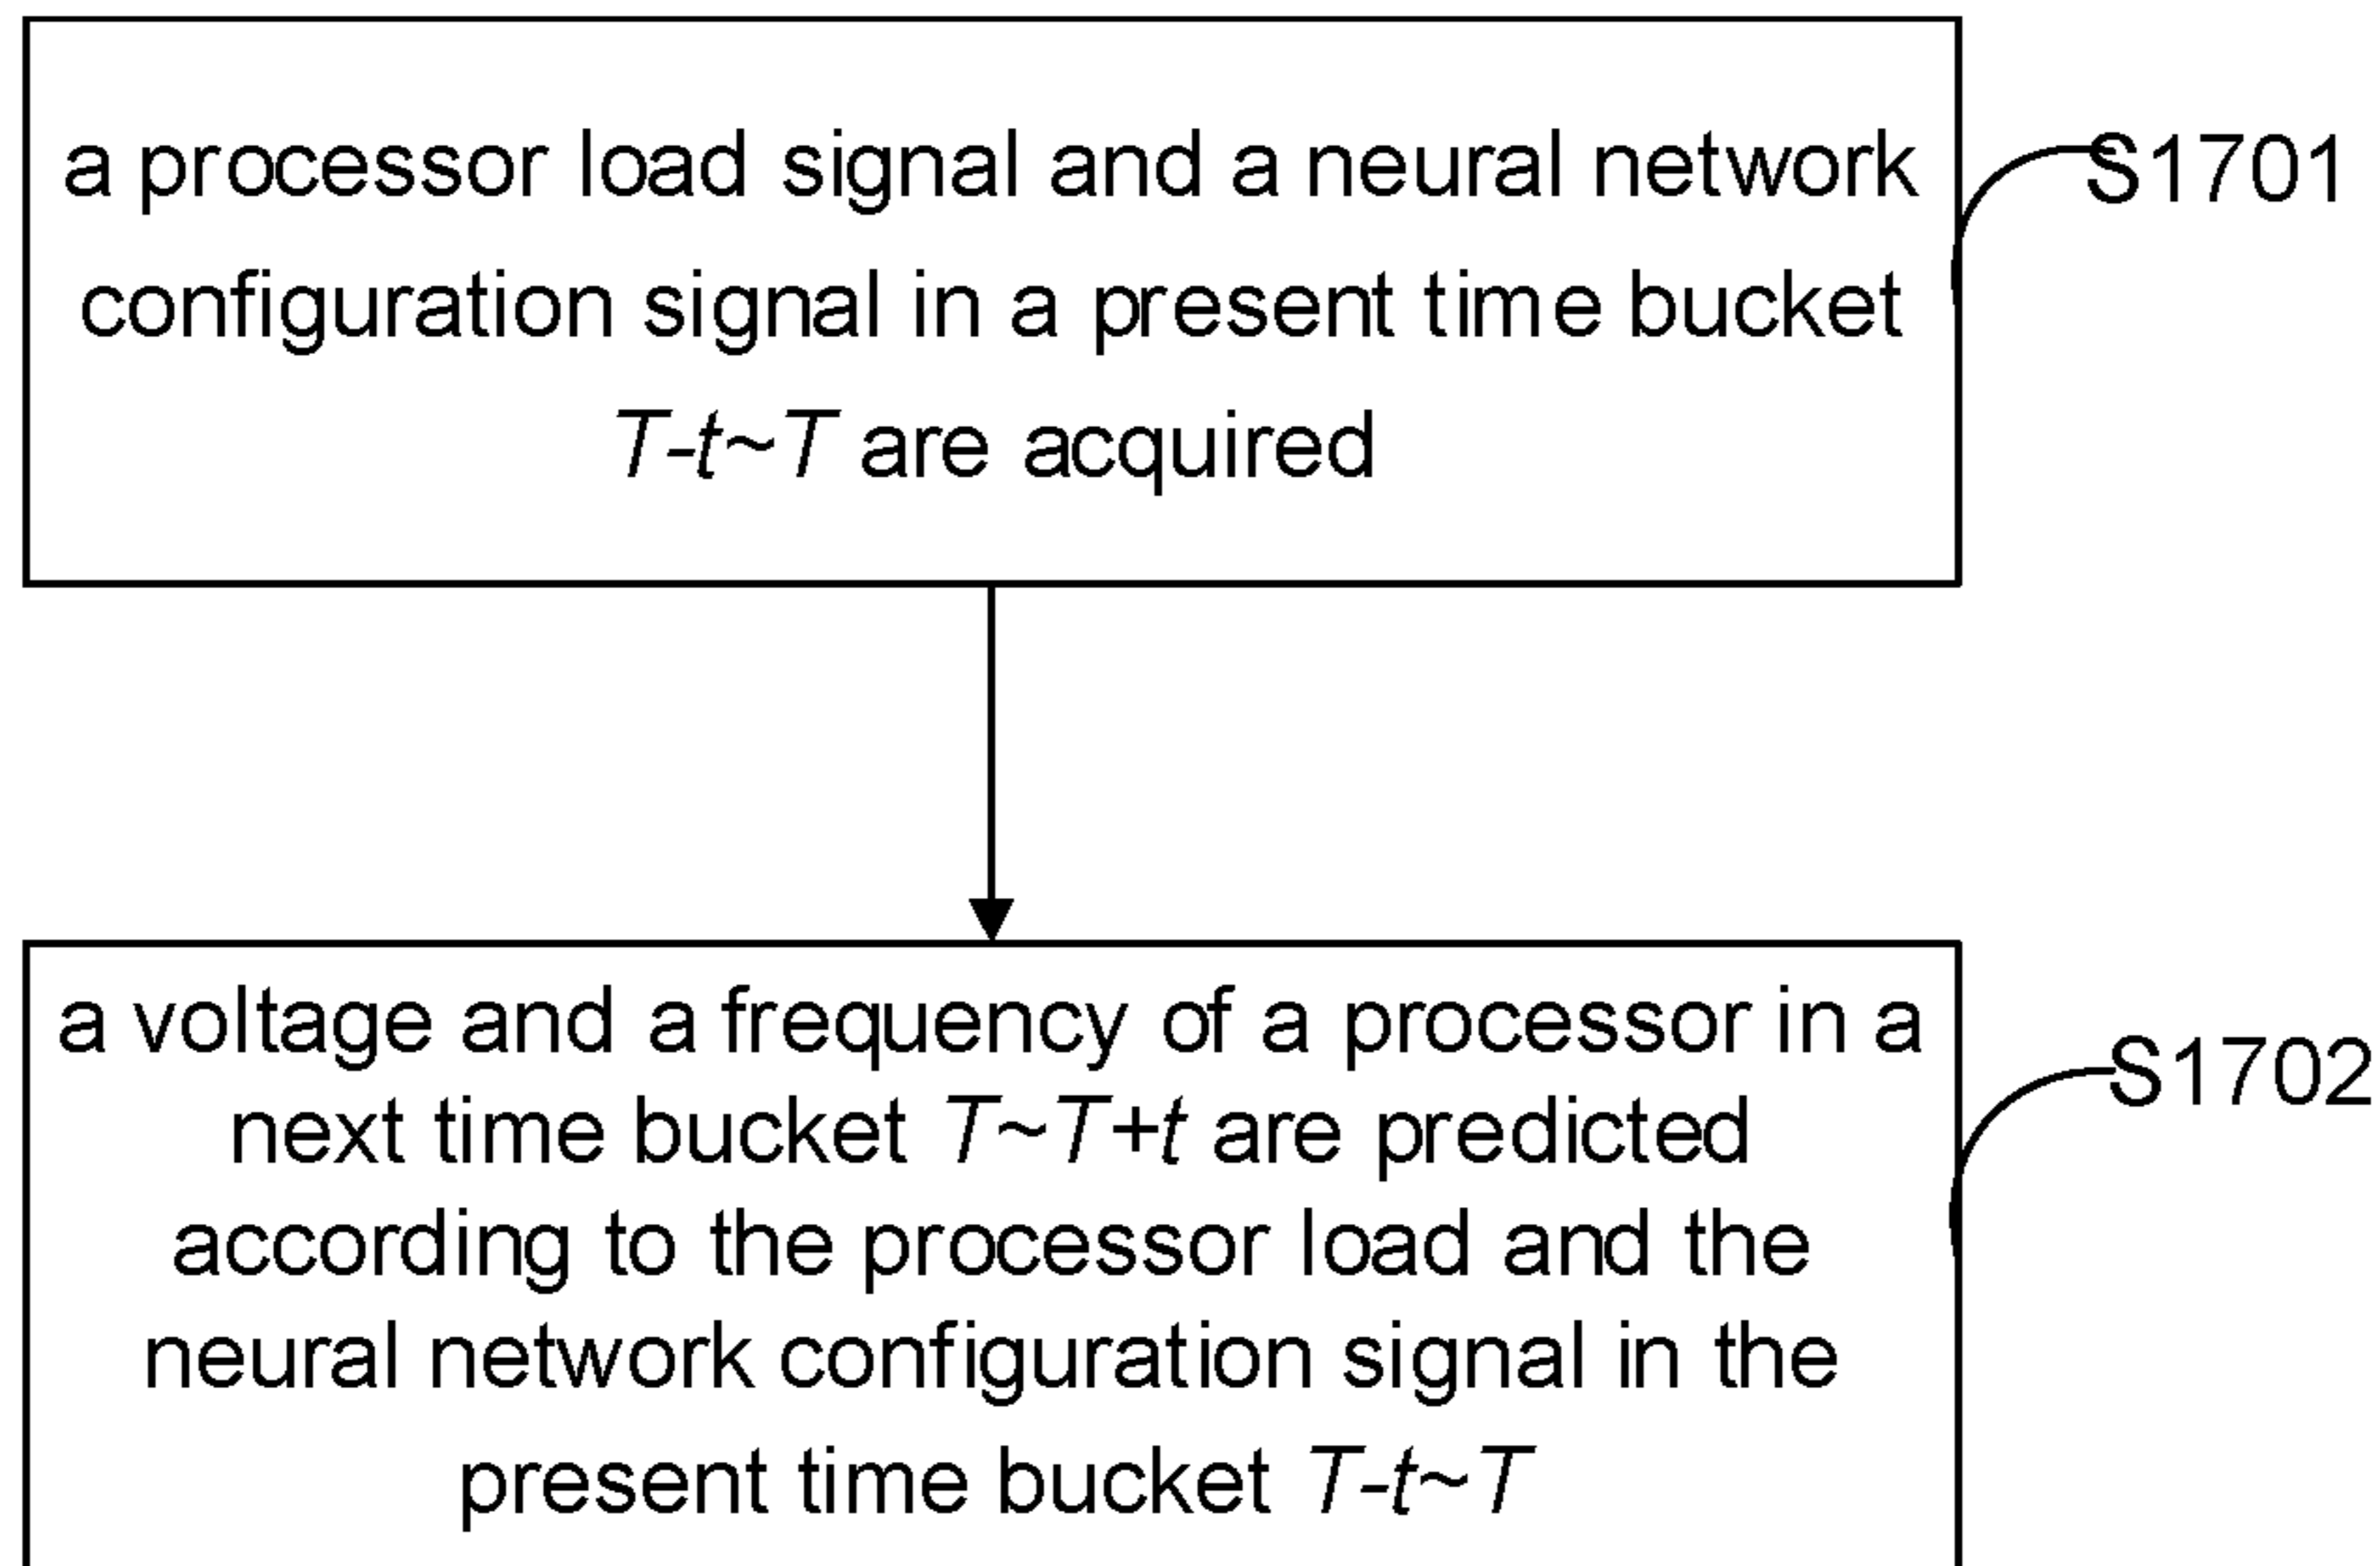 a processor load signal and a neural network
configuration signal in a present time bucket
T-t~T are acquired
S1701
a voltage and a frequency of a processor in a
next time bucket T~T+t are predicted
according to the processor load and the
neural network configuration signal in the
present time bucket T-t~T
S1702